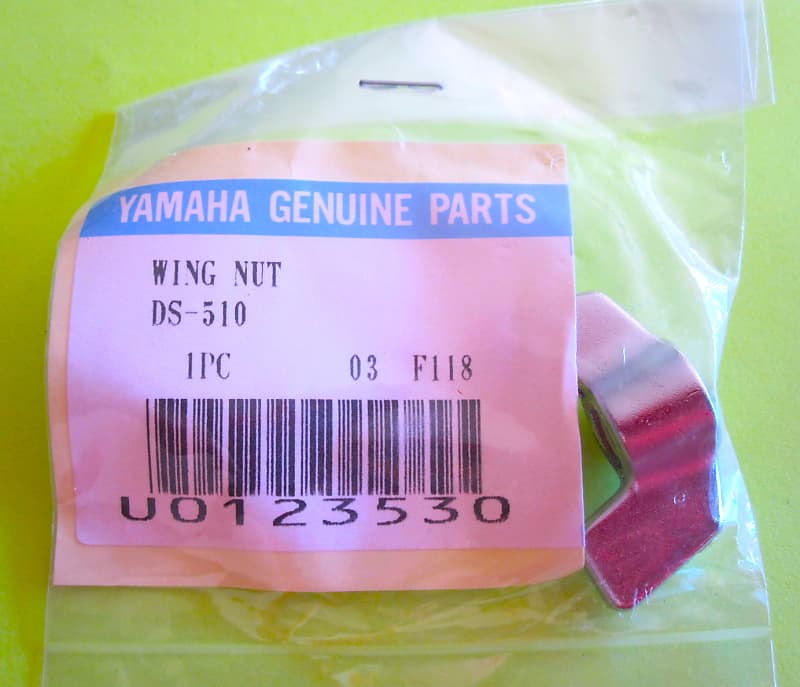 YAMAHA GENUINE PARTS
WING NUT
DS-510
1PC 03 F118
U0123530